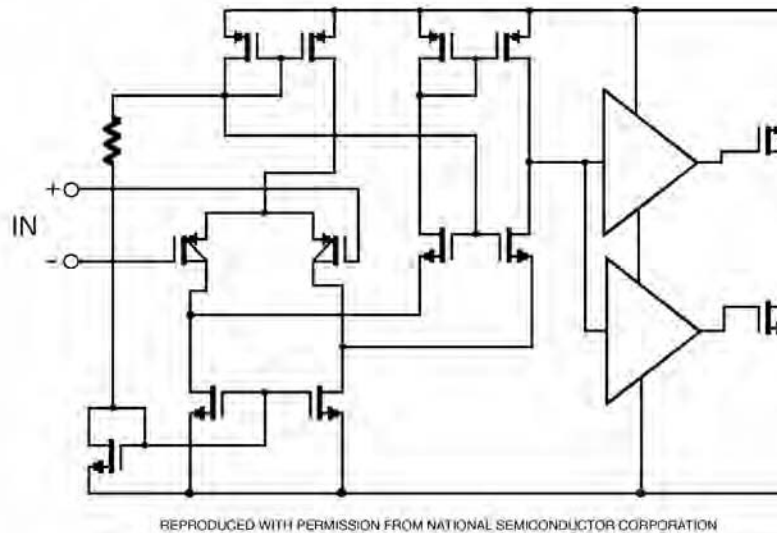 +
IN
-
REPRODUCED WITH PERMISSION FROM NATIONAL SEMICONDUCTOR CORPORATION